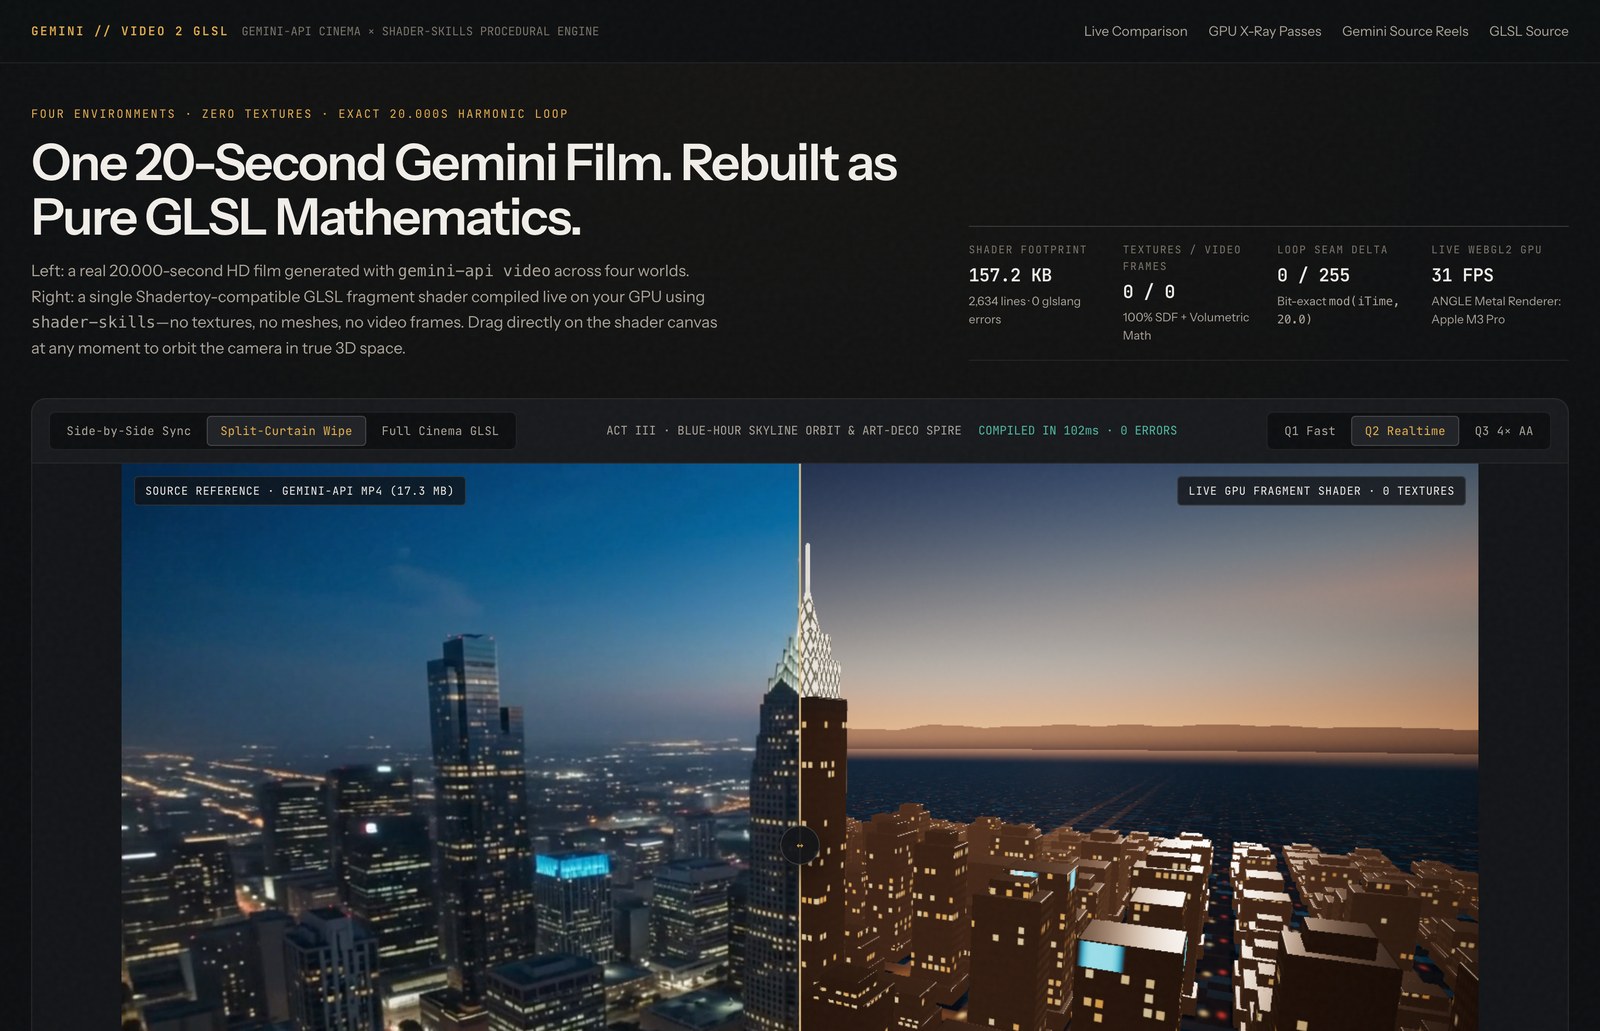 GEMINI // VIDEO 2 GLSL GEMINI-API CINEMA × SHADER-SKILLS PROCEDURAL ENGINE
Live Comparison GPU X-Ray Passes Gemini Source Reels GLSL Source
FOUR ENVIRONMENTS · ZERO TEXTURES · EXACT 20.000S HARMONIC LOOP
One 20-Second Gemini Film. Rebuilt as
Pure GLSL Mathematics.
Left: a real 20.000-second HD film generated with gemini-api video across four worlds.
Right: a single Shadertoy-compatible GLSL fragment shader compiled live on your GPU using
shader-skills—no textures, no meshes, no video frames. Drag directly on the shader canvas
at any moment to orbit the camera in true 3D space.
SHADER FOOTPRINT
157.2 KB
2,634 lines · 0 glslang
errors
TEXTURES / VIDEO
FRAMES
0 / 0
100% SDF + Volumetric
Math
LOOP SEAM DELTA
0 / 255
Bit-exact mod(iTime,
20.0)
LIVE WEBGL2 GPU
31 FPS
ANGLE Metal Renderer:
Apple M3 Pro
Side-by-Side Sync Split-Curtain Wipe Full Cinema GLSL
ACT III · BLUE-HOUR SKYLINE ORBIT & ART-DECO SPIRE COMPILED IN 102ms · 0 ERRORS
Q1 Fast Q2 Realtime Q3 4× AA
SOURCE REFERENCE · GEMINI-API MP4 (17.3 MB)
LIVE GPU FRAGMENT SHADER · 0 TEXTURES